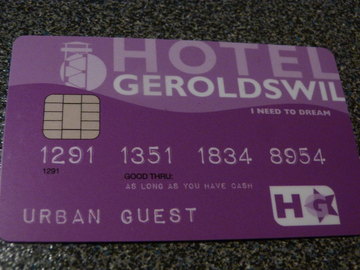 HOTEL
GEROLDSWIL
I NEED TO DREAM
1291 1351 1834 8954
1291
GOOD THRU:
AS LONG AS YOU HAVE CASH
URBAN GUEST
HG